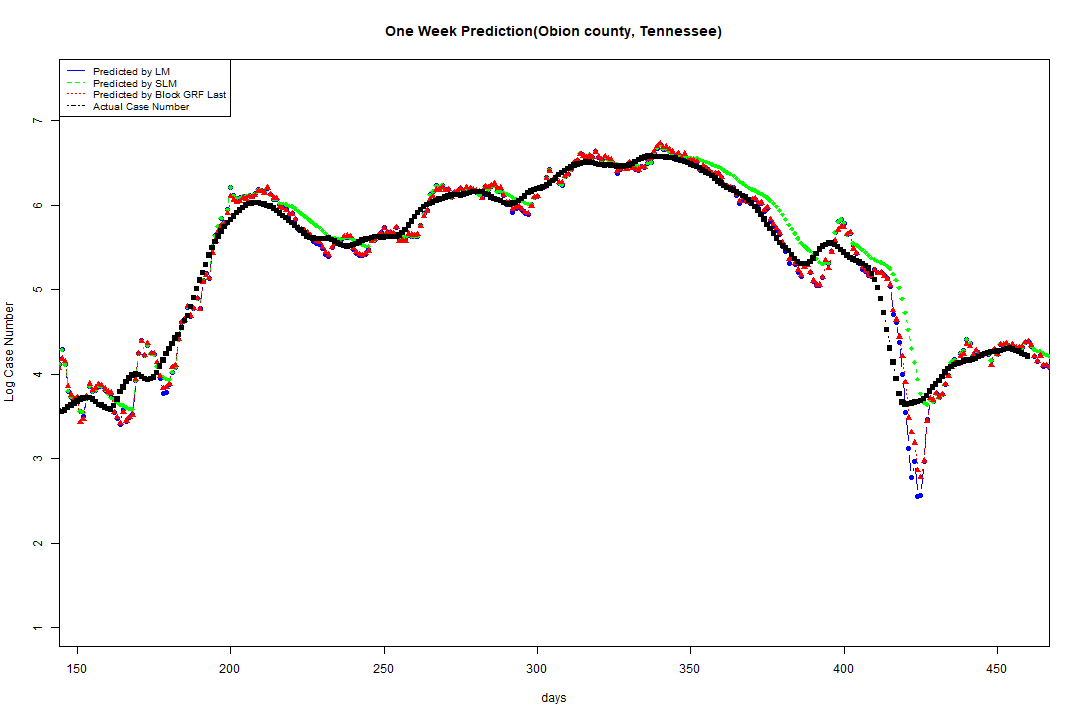 One Week Prediction(Obion county, Tennessee)
Predicted by LM
Predicted by SLM
Predicted by Block GRF Last
Actual Case Number
7
6
5
4
3
2
1
Log Case Number
150 200 250 300 350 400 450
days